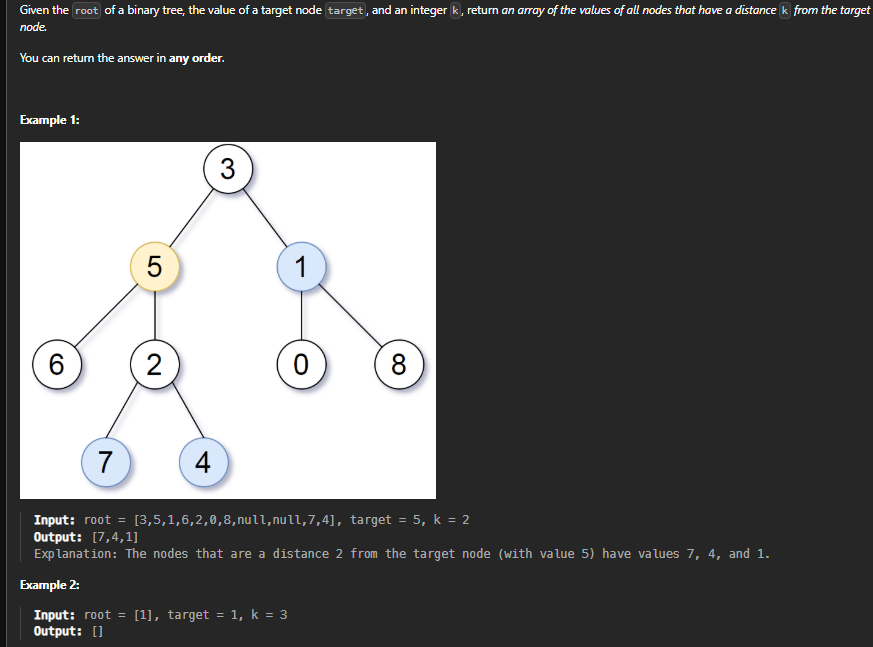 Given the root of a binary tree, the value of a target node target, and an integer k, return an array of the values of all nodes that have a distance k from the target
node.
You can return the answer in any order.
Example 1:
3
5 1
6 2 0 8
7 4
Input: root = [3,5,1,6,2,0,8,null,null,7,4], target = 5, k = 2
Output: [7,4,1]
Explanation: The nodes that are a distance 2 from the target node (with value 5) have values 7, 4, and 1.
Example 2:
Input: root = [1], target = 1, k = 3
Output: []